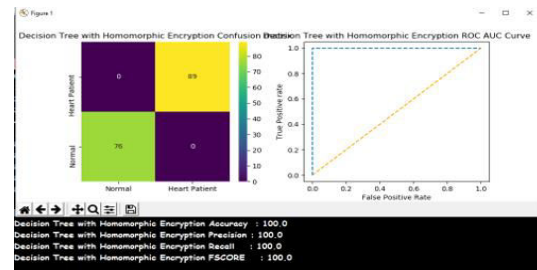 Figure 1
Decision Tree with Homomorphic Encryption Confusion Matrix
Decision Tree with Homomorphic Encryption ROC AUC Curve
Heart Patient
Normal
0
89
76
0
Normal
Heart Patient
80
70
60
50
40
30
20
10
0
True Positive rate
1.0
0.8
0.6
0.4
0.2
0.0
0.0 0.2 0.4 0.6 0.8 1.0
False Positive Rate
Decision Tree with Homomorphic Encryption Accuracy : 100.0
Decision Tree with Homomorphic Encryption Precision : 100.0
Decision Tree with Homomorphic Encryption Recall : 100.0
Decision Tree with Homomorphic Encryption FSCORE : 100.0